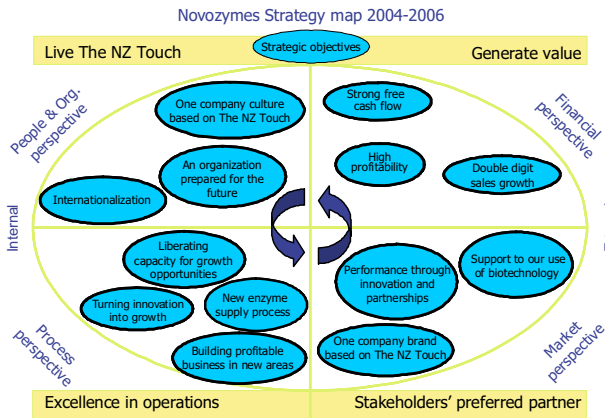 Novozymes Strategy map 2004-2006
Live The NZ Touch
Strategic objectives
Generate value
People & Org.
perspective
Financial
perspective
One company culture
based on The NZ Touch
Strong free
cash flow
An organization
prepared for the
future
High
profitability
Double digit
sales growth
Internationalization
Internal
Liberating
capacity for growth
opportunities
Turning innovation
into growth
New enzyme
supply process
Building profitable
business in new areas
Performance through
innovation and
partnerships
Support to our use
of biotechnology
One company brand
based on The NZ Touch
Process
perspective
Market
perspective
Excellence in operations
Stakeholders' preferred partner